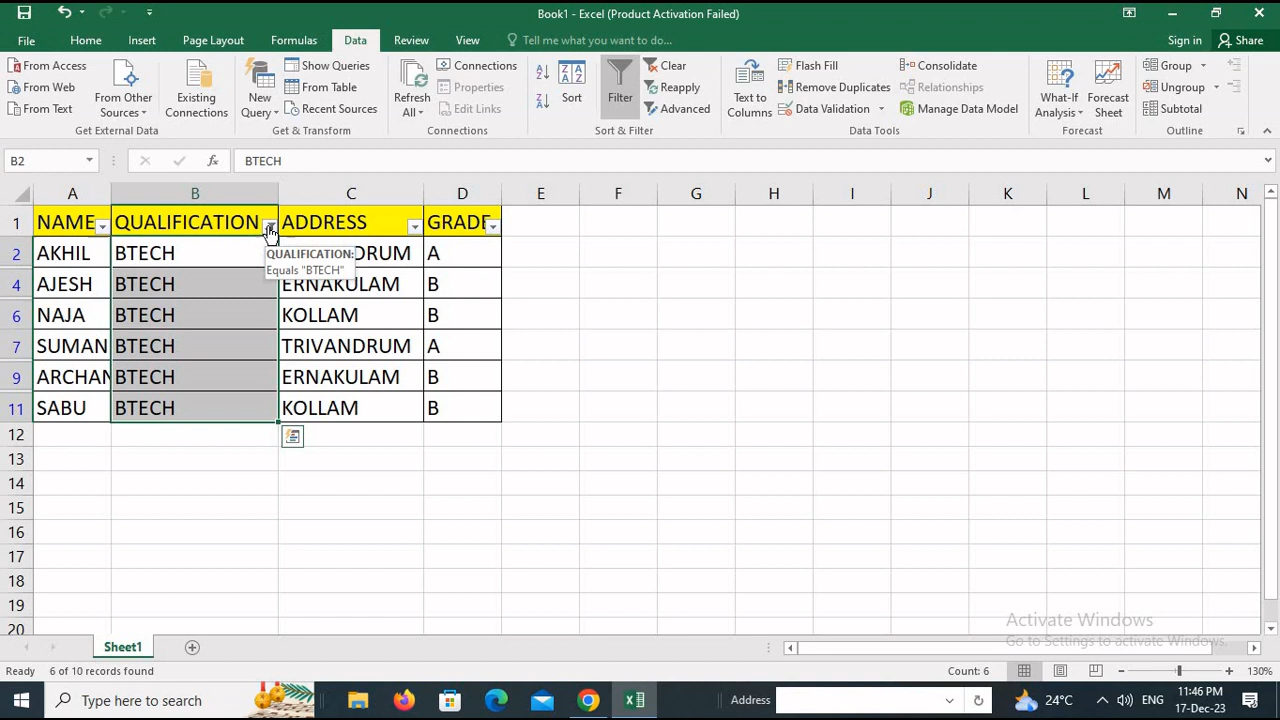 Book1 - Excel (Product Activation Failed)
File Home Insert Page Layout Formulas Data Review View Tell me what you want to do... Sign in Share
From Access
From Web
From Text
From Other Sources
Existing Connections
Get External Data
New Query
Show Queries
From Table
Recent Sources
Get & Transform
Refresh All
Connections
Properties
Edit Links
Connections
Sort
Filter
Clear
Reapply
Advanced
Sort & Filter
Text to Columns
Flash Fill
Remove Duplicates
Data Validation
Consolidate
Relationships
Manage Data Model
Data Tools
What-If Analysis
Forecast Sheet
Forecast
Group
Ungroup
Subtotal
Outline
B2 fx BTECH
A B C D E F G H I J K L M N
1 NAME QUALIFICATION ADDRESS GRADE
2 AKHIL BTECH DRUM A
QUALIFICATION:
Equals "BTECH"
4 AJESH BTECH ERNAKULAM B
6 NAJA BTECH KOLLAM B
7 SUMAN BTECH TRIVANDRUM A
9 ARCHAN BTECH ERNAKULAM B
11 SABU BTECH KOLLAM B
12
13
14
15
16
17
18
19
20
Activate Windows
Go to Settings to activate Windows.
Sheet1
Ready 6 of 10 records found Count: 6 130%
Type here to search Address 24°C ENG 11:46 PM
17-Dec-23